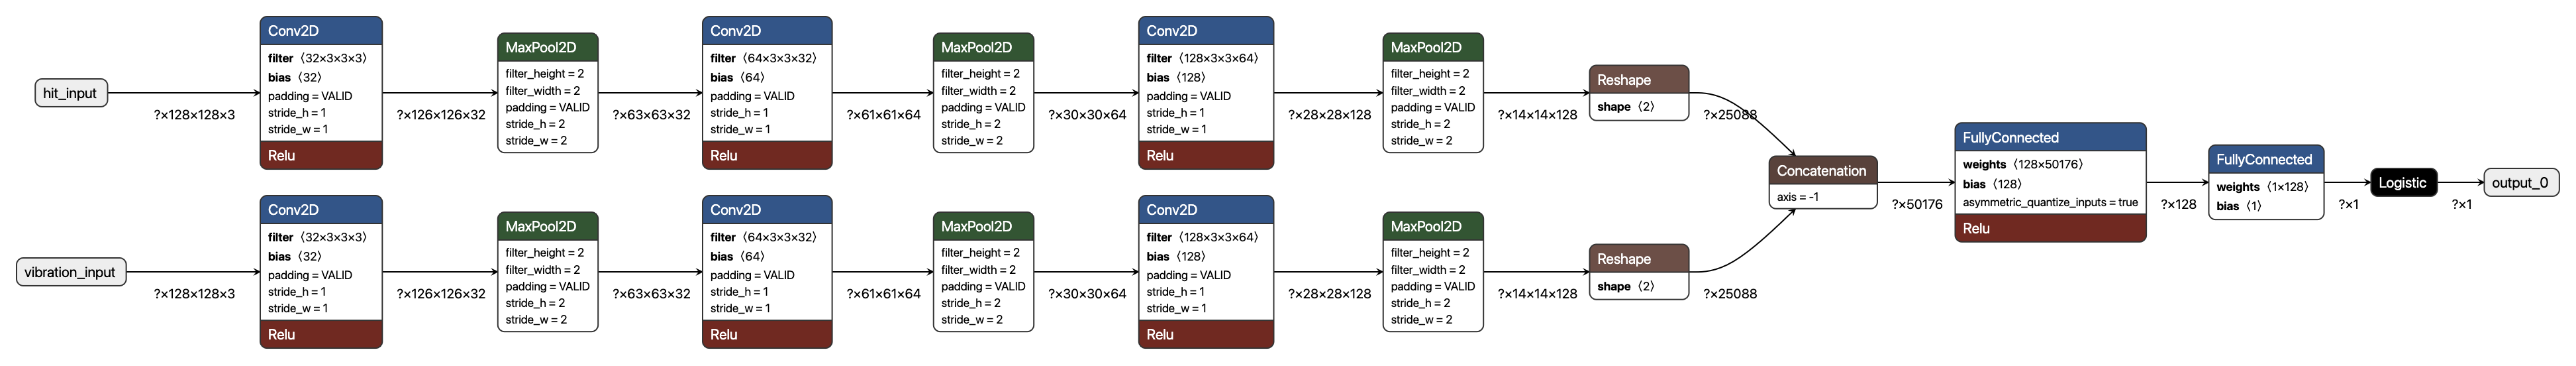 hit_input
?×128×128×3
Conv2D
filter ⟨32×3×3×3⟩
bias ⟨32⟩
padding = VALID
stride_h = 1
stride_w = 1
Relu
?×126×126×32
MaxPool2D
filter_height = 2
filter_width = 2
padding = VALID
stride_h = 2
stride_w = 2
?×63×63×32
Conv2D
filter ⟨64×3×3×32⟩
bias ⟨64⟩
padding = VALID
stride_h = 1
stride_w = 1
Relu
?×61×61×64
MaxPool2D
filter_height = 2
filter_width = 2
padding = VALID
stride_h = 2
stride_w = 2
?×30×30×64
Conv2D
filter ⟨128×3×3×64⟩
bias ⟨128⟩
padding = VALID
stride_h = 1
stride_w = 1
Relu
?×28×28×128
MaxPool2D
filter_height = 2
filter_width = 2
padding = VALID
stride_h = 2
stride_w = 2
?×14×14×128
Reshape
shape ⟨2⟩
?×25088
vibration_input
?×128×128×3
Conv2D
filter ⟨32×3×3×3⟩
bias ⟨32⟩
padding = VALID
stride_h = 1
stride_w = 1
Relu
?×126×126×32
MaxPool2D
filter_height = 2
filter_width = 2
padding = VALID
stride_h = 2
stride_w = 2
?×63×63×32
Conv2D
filter ⟨64×3×3×32⟩
bias ⟨64⟩
padding = VALID
stride_h = 1
stride_w = 1
Relu
?×61×61×64
MaxPool2D
filter_height = 2
filter_width = 2
padding = VALID
stride_h = 2
stride_w = 2
?×30×30×64
Conv2D
filter ⟨128×3×3×64⟩
bias ⟨128⟩
padding = VALID
stride_h = 1
stride_w = 1
Relu
?×28×28×128
MaxPool2D
filter_height = 2
filter_width = 2
padding = VALID
stride_h = 2
stride_w = 2
?×14×14×128
Reshape
shape ⟨2⟩
?×25088
Concatenation
axis = -1
?×50176
FullyConnected
weights ⟨128×50176⟩
bias ⟨128⟩
asymmetric_quantize_inputs = true
Relu
?×128
FullyConnected
weights ⟨1×128⟩
bias ⟨1⟩
?×1
Logistic
?×1
output_0